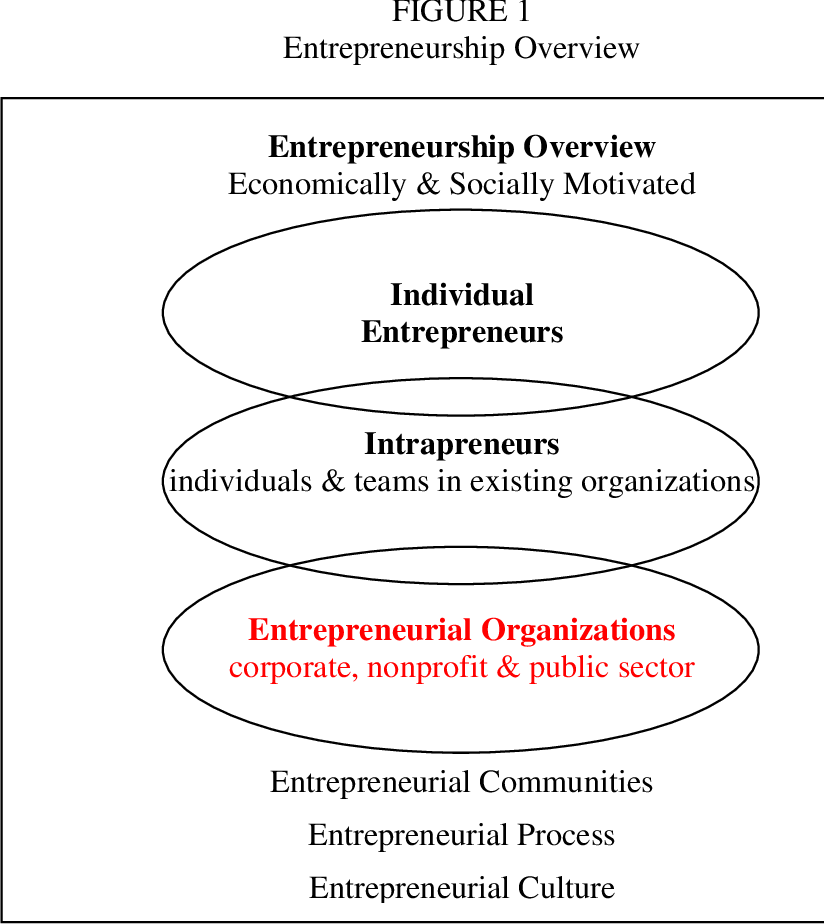 FIGURE 1
Entrepreneurship Overview
Entrepreneurship Overview
Economically & Socially Motivated
Individual
Entrepreneurs
Intrapreneurs
individuals & teams in existing organizations
Entrepreneurial Organizations
corporate, nonprofit & public sector
Entrepreneurial Communities
Entrepreneurial Process
Entrepreneurial Culture